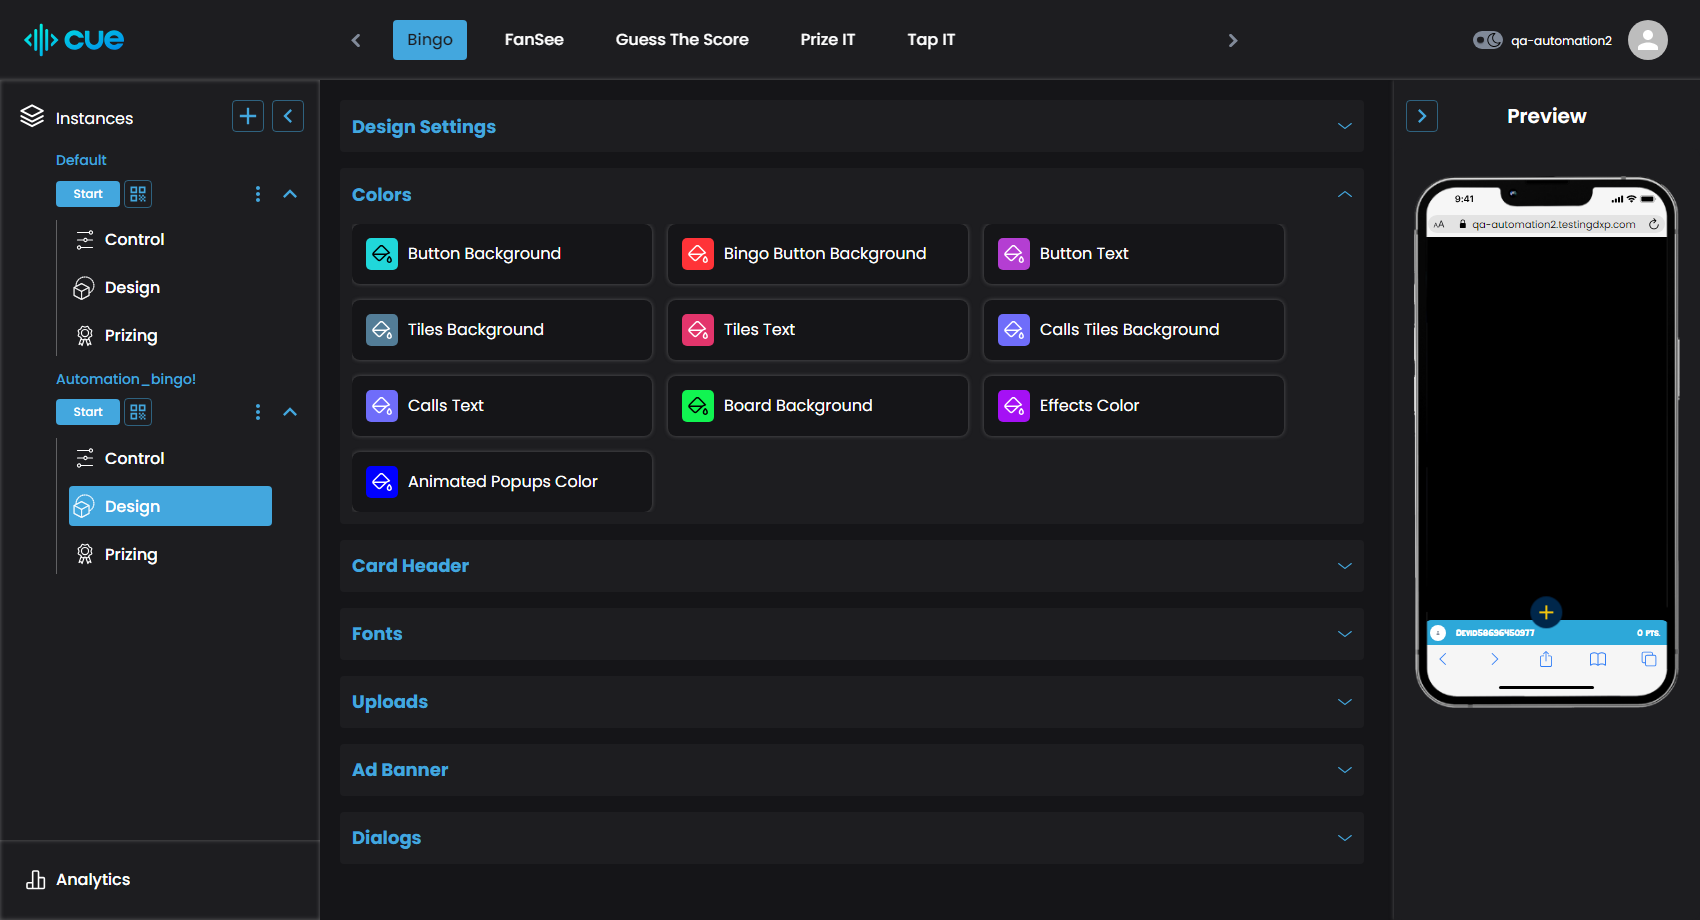 cue
Bingo
FanSee
Guess The Score
Prize IT
Tap IT
qa-automation2
Instances
Default
Start
Control
Design
Prizing
Automation_bingo!
Start
Control
Design
Prizing
Analytics
Design Settings
Colors
Button Background
Bingo Button Background
Button Text
Tiles Background
Tiles Text
Calls Tiles Background
Calls Text
Board Background
Effects Color
Animated Popups Color
Card Header
Fonts
Uploads
Ad Banner
Dialogs
Preview
9:41
AA qa-automation2.testingdxp.com
0 PTS.